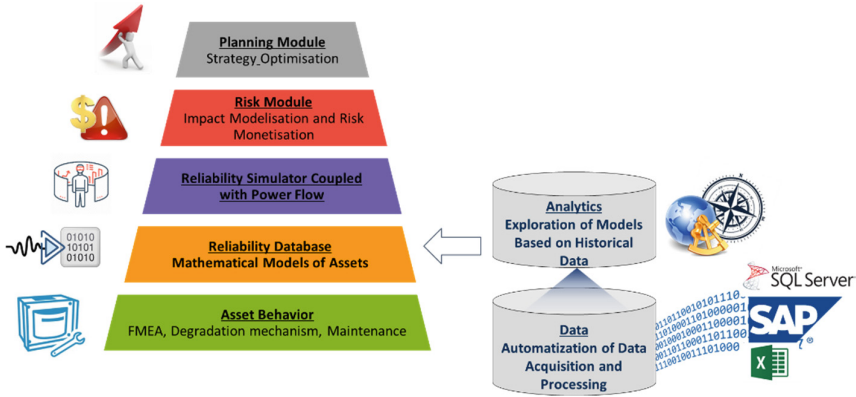 Planning Module
Strategy Optimisation
Risk Module
Impact Modelisation and Risk
Monetisation
Reliability Simulator Coupled
with Power Flow
01010
10101
01010
Reliability Database
Mathematical Models of Assets
Asset Behavior
FMEA, Degradation mechanism, Maintenance
Analytics
Exploration of Models
Based on Historical
Data
Data
Automatization of Data
Acquisition and
Processing
Microsoft
SQL Server
SAP
X